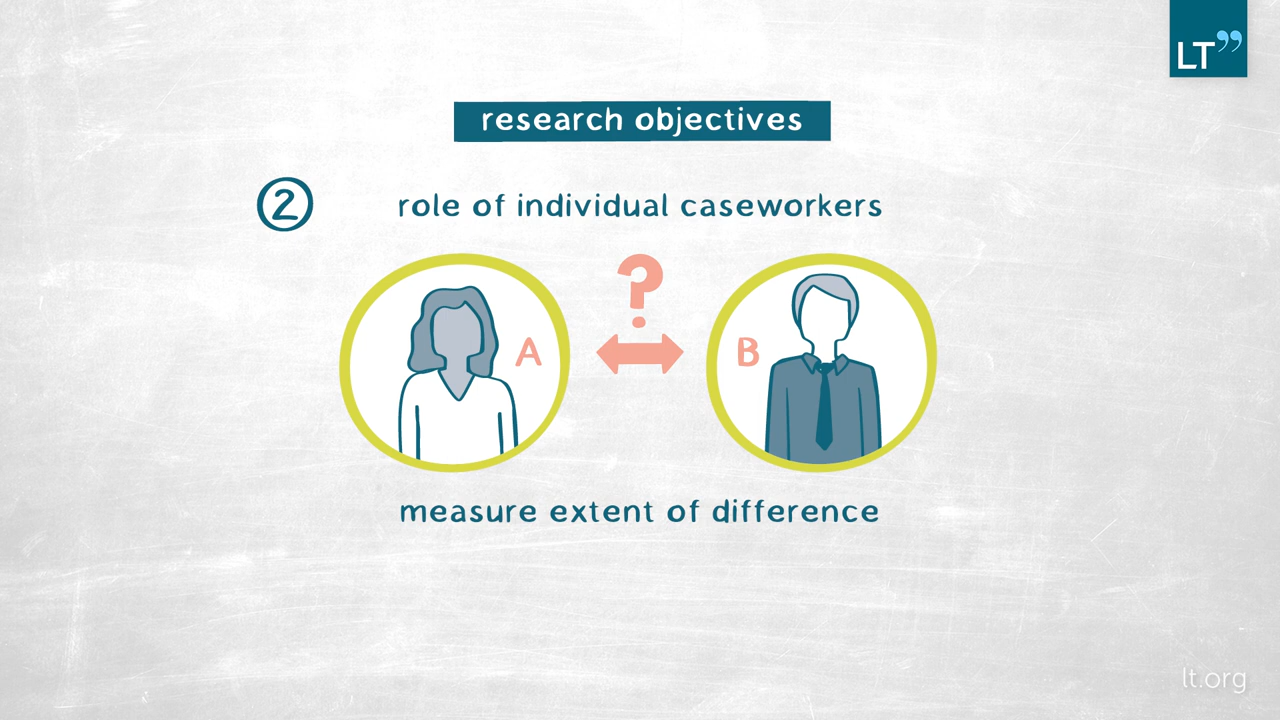 LT”
research objectives
2 role of individual caseworkers
?
A
B
measure extent of difference
lt.org